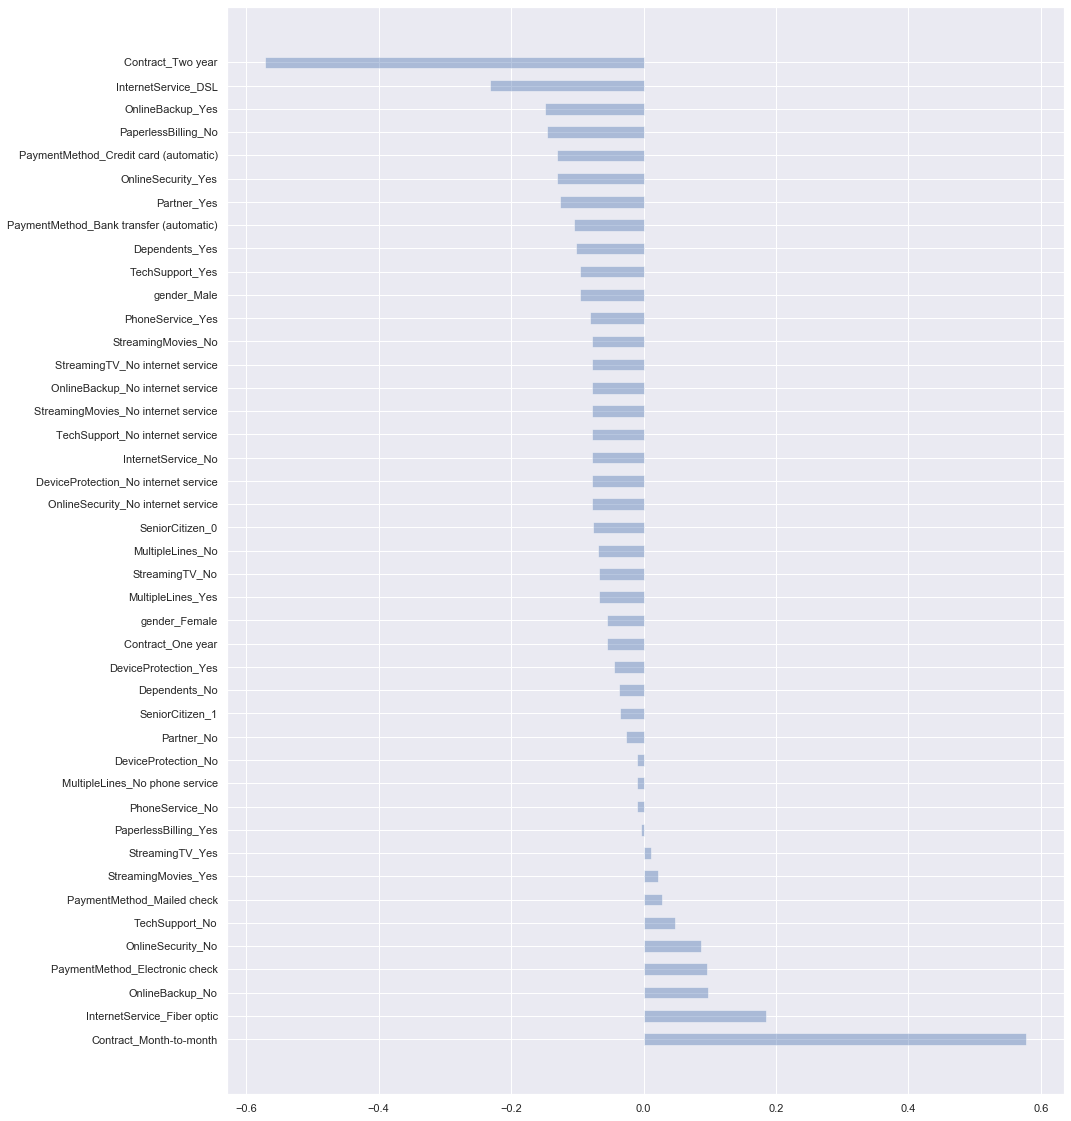 Contract_Two year
InternetService_DSL
OnlineBackup_Yes
PaperlessBilling_No
PaymentMethod_Credit card (automatic)
OnlineSecurity_Yes
Partner_Yes
PaymentMethod_Bank transfer (automatic)
Dependents_Yes
TechSupport_Yes
gender_Male
PhoneService_Yes
StreamingMovies_No
StreamingTV_No internet service
OnlineBackup_No internet service
StreamingMovies_No internet service
TechSupport_No internet service
InternetService_No
DeviceProtection_No internet service
OnlineSecurity_No internet service
SeniorCitizen_0
MultipleLines_No
StreamingTV_No
MultipleLines_Yes
gender_Female
Contract_One year
DeviceProtection_Yes
Dependents_No
SeniorCitizen_1
Partner_No
DeviceProtection_No
MultipleLines_No phone service
PhoneService_No
PaperlessBilling_Yes
StreamingTV_Yes
StreamingMovies_Yes
PaymentMethod_Mailed check
TechSupport_No
OnlineSecurity_No
PaymentMethod_Electronic check
OnlineBackup_No
InternetService_Fiber optic
Contract_Month-to-month
−0.6 −0.4 −0.2 0.0 0.2 0.4 0.6